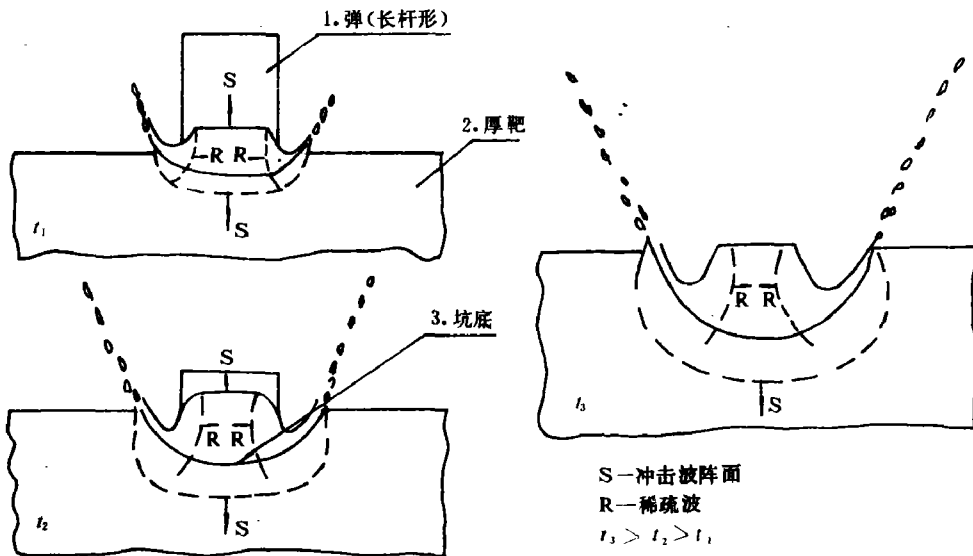 1.弹(长杆形)
S
2.厚靶
R R
S
t₁
3.坑底
S
R R
S
t₂
R R
S
t₃
S—冲击波阵面
R—稀疏波
t₃ > t₂ > t₁